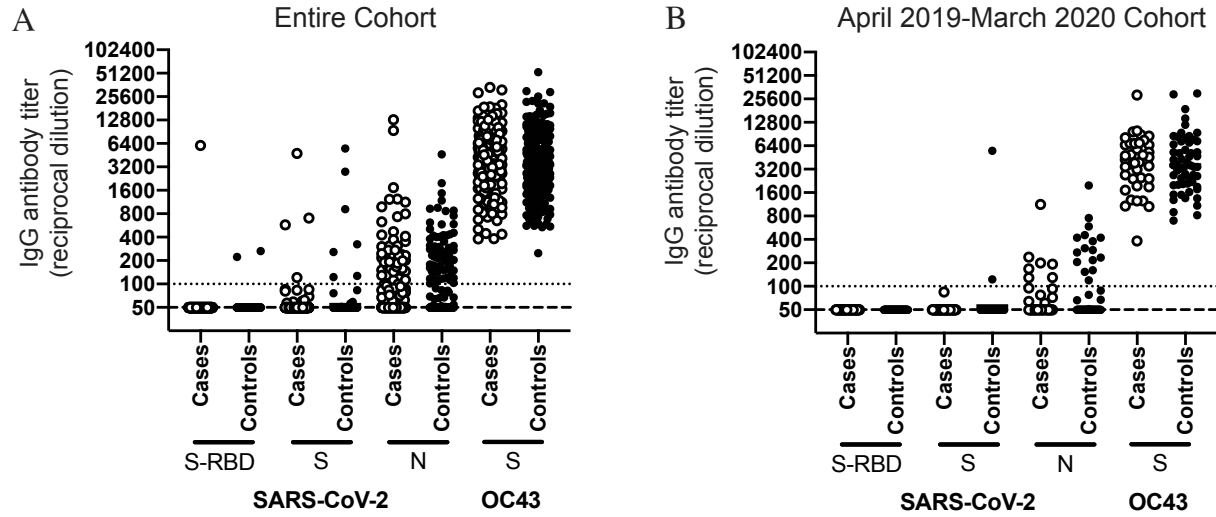 A
Entire Cohort
IgG antibody titer
(reciprocal dilution)
102400
51200
25600
12800
6400
3200
1600
800
400
200
100
50
Cases
Controls
Cases
Controls
Cases
Controls
Cases
Controls
S-RBD
S
N
S
SARS-CoV-2
OC43
B
April 2019-March 2020 Cohort
IgG antibody titer
(reciprocal dilution)
102400
51200
25600
12800
6400
3200
1600
800
400
200
100
50
Cases
Controls
Cases
Controls
Cases
Controls
Cases
Controls
S-RBD
S
N
S
SARS-CoV-2
OC43